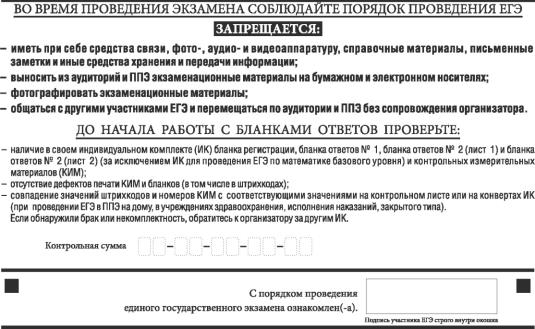 ВО ВРЕМЯ ПРОВЕДЕНИЯ ЭКЗАМЕНА СОБЛЮДАЙТЕ ПОРЯДОК ПРОВЕДЕНИЯ ЕГЭ
ЗАПРЕЩАЕТСЯ:
– иметь при себе средства связи, фото-, аудио- и видеоаппаратуру, справочные материалы, письменные
заметки и иные средства хранения и передачи информации;
– выносить из аудиторий и ППЭ экзаменационные материалы на бумажном и электронном носителях;
– фотографировать экзаменационные материалы;
– общаться с другими участниками ЕГЭ и перемещаться по аудитории и ППЭ без сопровождения организатора.
ДО НАЧАЛА РАБОТЫ С БЛАНКАМИ ОТВЕТОВ ПРОВЕРЬТЕ:
– наличие в своем индивидуальном комплекте (ИК) бланка регистрации, бланка ответов № 1, бланка ответов № 2 (лист 1) и бланка
ответов № 2 (лист 2) (за исключением ИК для проведения ЕГЭ по математике базового уровня) и контрольных измерительных
материалов (КИМ);
– отсутствие дефектов печати КИМ и бланков (в том числе в штрихкодах);
– совпадение значений штрихкодов и номеров КИМ с соответствующими значениями на контрольном листе или на конвертах ИК
(при проведении ЕГЭ в ППЭ на дому, в учреждениях здравоохранения, исполнения наказаний, закрытого типа).
Если обнаружили брак или некомплектность, обратитесь к организатору за другим ИК.
Контрольная сумма
С порядком проведения
единого государственного экзамена ознакомлен(-а).
Подпись участника ЕГЭ строго внутри окошка